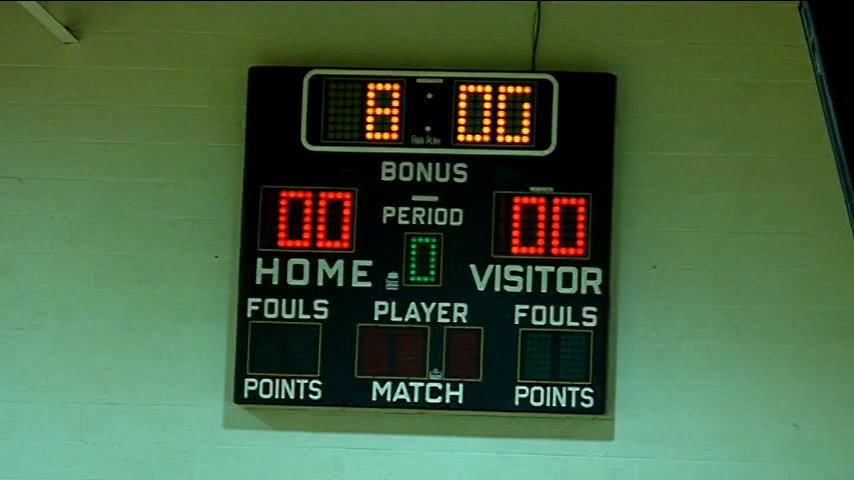 8:00
BONUS
00 PERIOD 00
HOME 0 VISITOR
FOULS PLAYER FOULS
POINTS MATCH POINTS